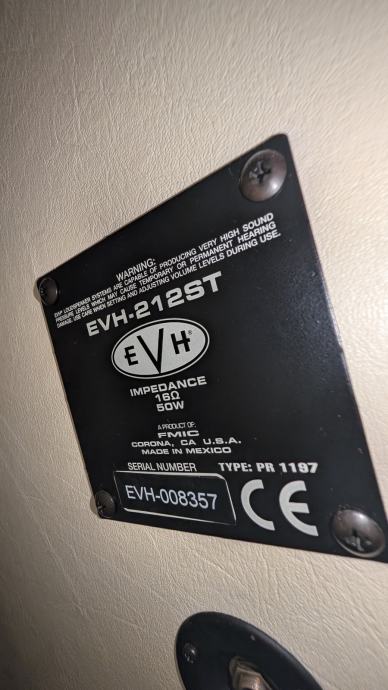 WARNING:
EVH® LOUDSPEAKER SYSTEMS ARE CAPABLE OF PRODUCING VERY HIGH SOUND
PRESSURE LEVELS WHICH MAY CAUSE TEMPORARY OR PERMANENT HEARING
DAMAGE. USE CARE WHEN SETTING AND ADJUSTING VOLUME LEVELS DURING USE.
EVH-212ST
EVH®
IMPEDANCE
16Ω
50W
A PRODUCT OF:
FMIC
CORONA, CA U.S.A.
MADE IN MEXICO
SERIAL NUMBER TYPE: PR 1197
EVH-008357 CE